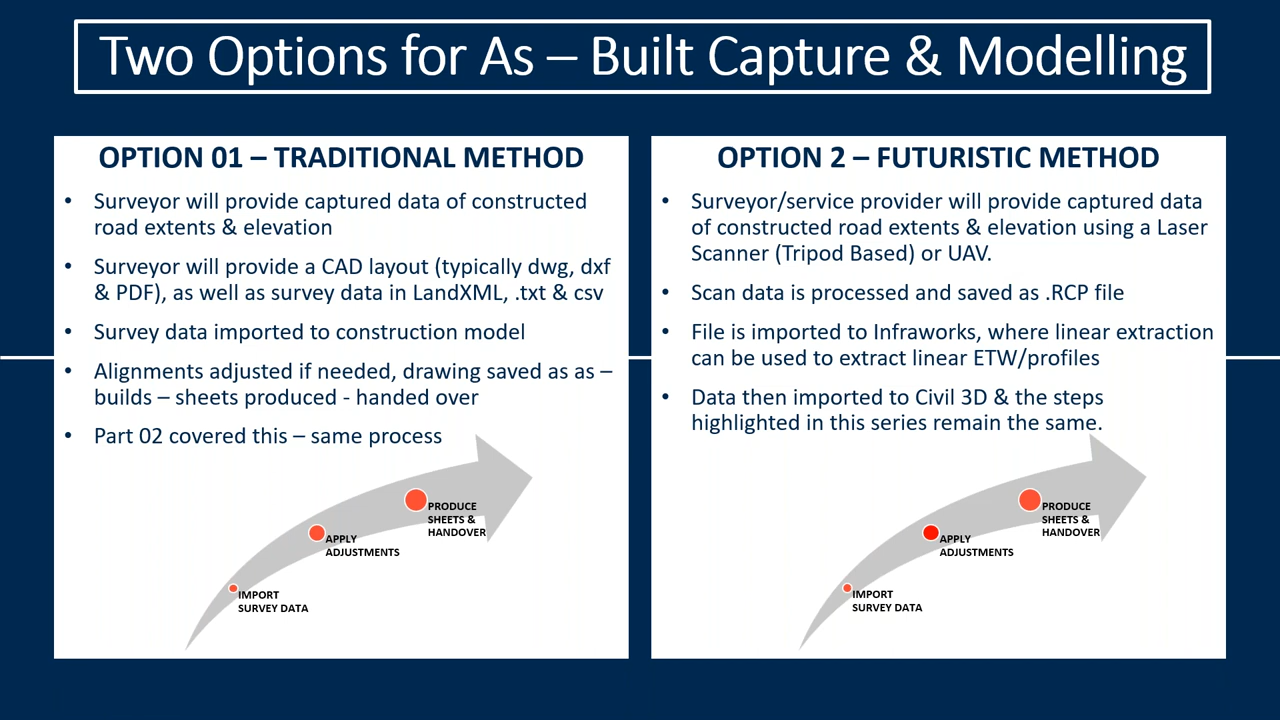 Two Options for As – Built Capture & Modelling
OPTION 01 – TRADITIONAL METHOD
• Surveyor will provide captured data of constructed
road extents & elevation
• Surveyor will provide a CAD layout (typically dwg, dxf
& PDF), as well as survey data in LandXML, .txt & csv
• Survey data imported to construction model
• Alignments adjusted if needed, drawing saved as as –
builds – sheets produced - handed over
• Part 02 covered this – same process
PRODUCE
SHEETS &
HANDOVER
APPLY
ADJUSTMENTS
IMPORT
SURVEY DATA
OPTION 2 – FUTURISTIC METHOD
• Surveyor/service provider will provide captured data
of constructed road extents & elevation using a Laser
Scanner (Tripod Based) or UAV.
• Scan data is processed and saved as .RCP file
• File is imported to Infraworks, where linear extraction
can be used to extract linear ETW/profiles
• Data then imported to Civil 3D & the steps
highlighted in this series remain the same.
PRODUCE
SHEETS &
HANDOVER
APPLY
ADJUSTMENTS
IMPORT
SURVEY DATA